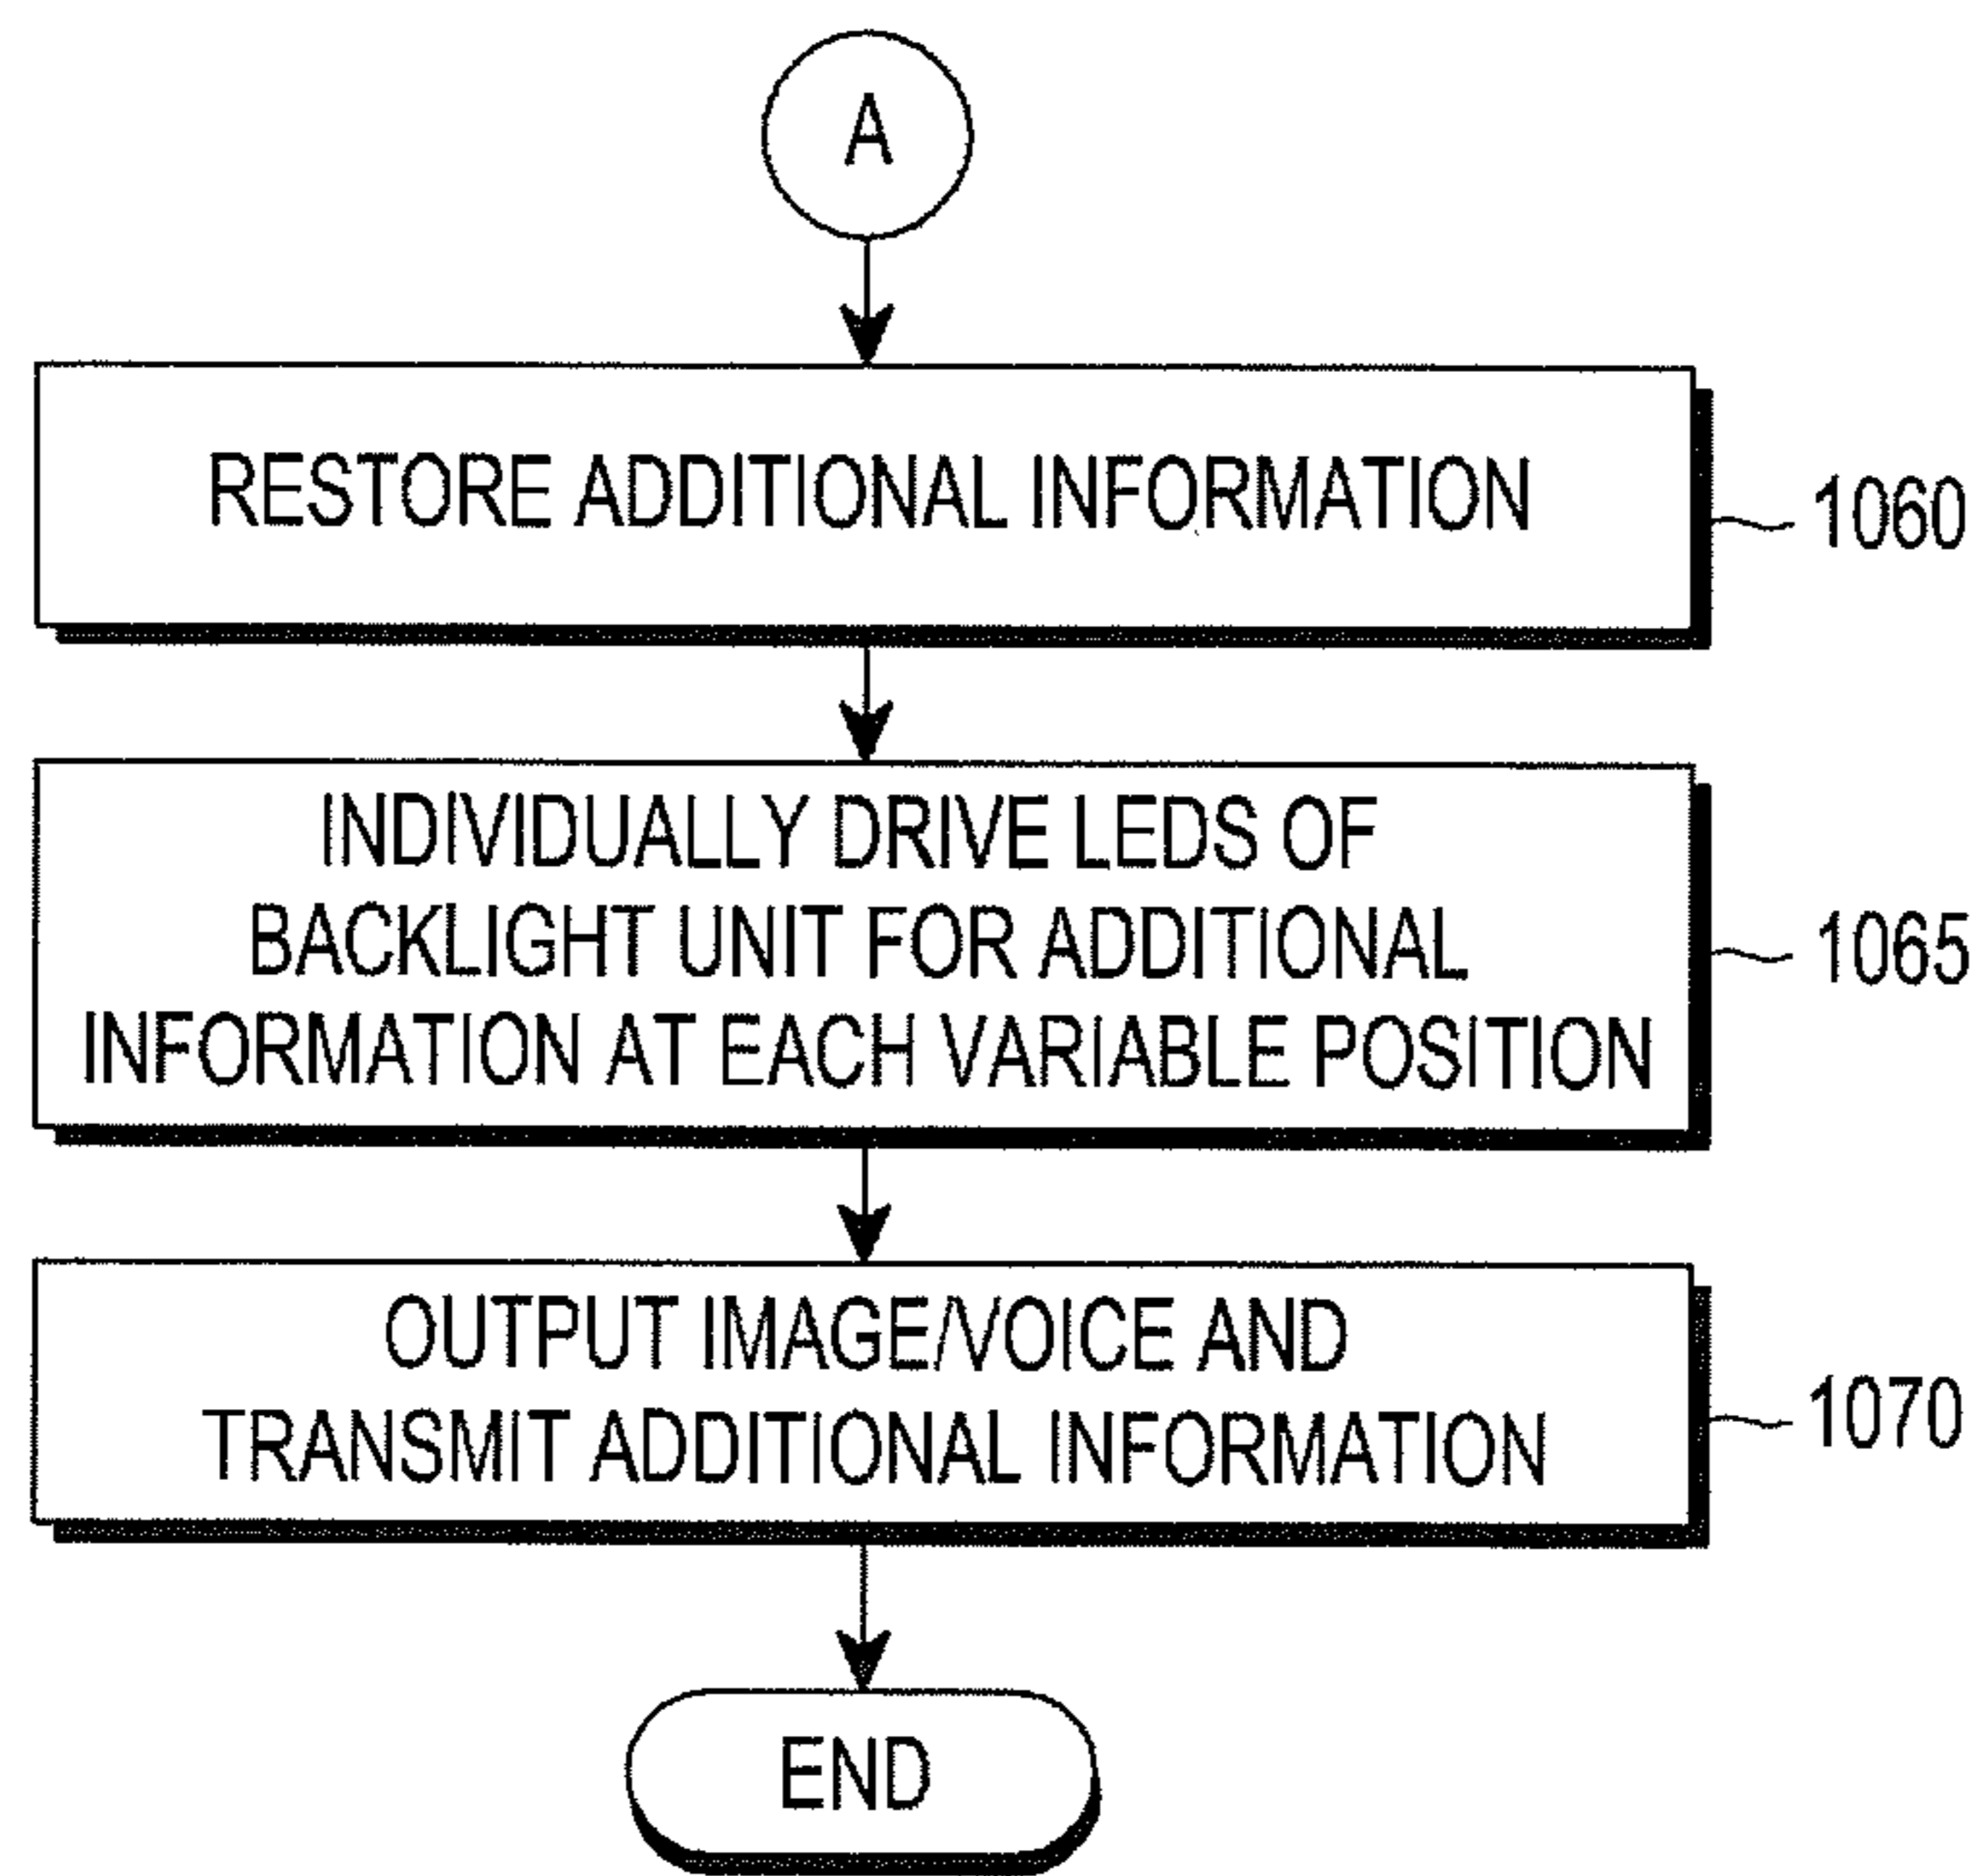 A
RESTORE ADDITIONAL INFORMATION
1060
INDIVIDUALLY DRIVE LEDS OF
BACKLIGHT UNIT FOR ADDITIONAL
INFORMATION AT EACH VARIABLE POSITION
1065
OUTPUT IMAGE/VOICE AND
TRANSMIT ADDITIONAL INFORMATION
1070
END